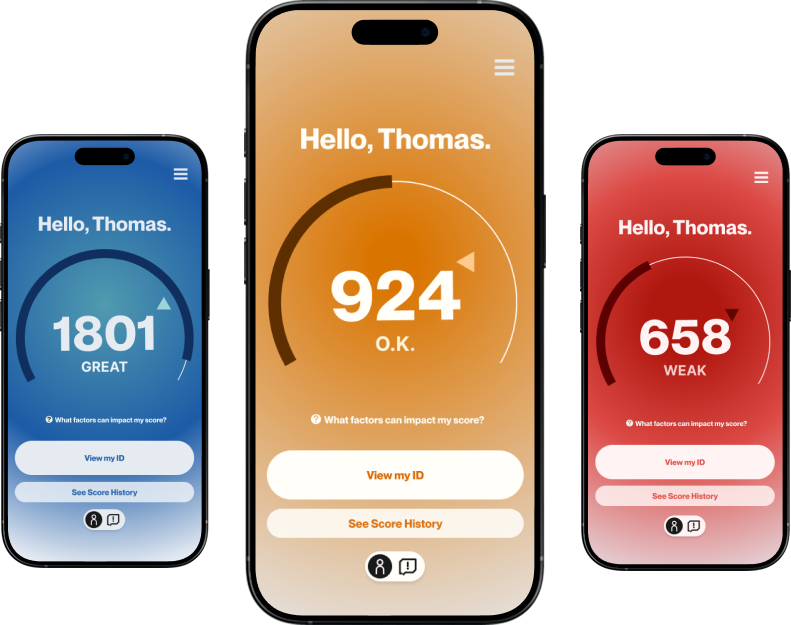 Hello, Thomas.
1801
GREAT
What factors can impact my score?
View my ID
See Score History
Hello, Thomas.
924
O.K.
What factors can impact my score?
View my ID
See Score History
Hello, Thomas.
658
WEAK
What factors can impact my score?
View my ID
See Score History